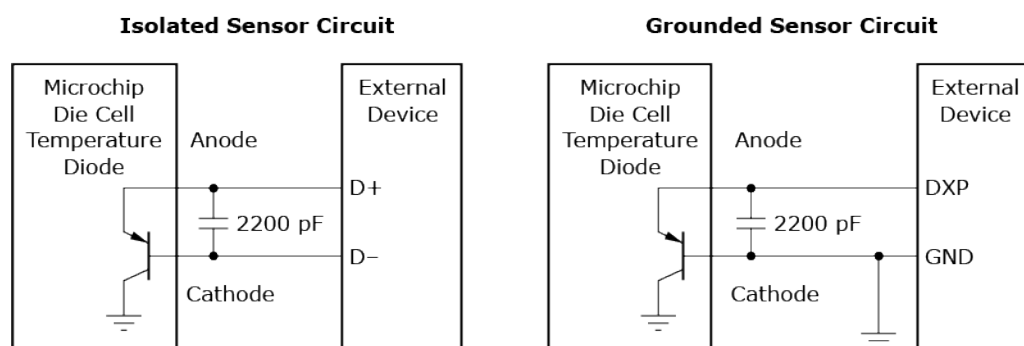 Isolated Sensor Circuit
Microchip
Die Cell
Temperature
Diode
Anode
External
Device
D+
2200 pF
D−
Cathode
Grounded Sensor Circuit
Microchip
Die Cell
Temperature
Diode
Anode
External
Device
DXP
2200 pF
GND
Cathode